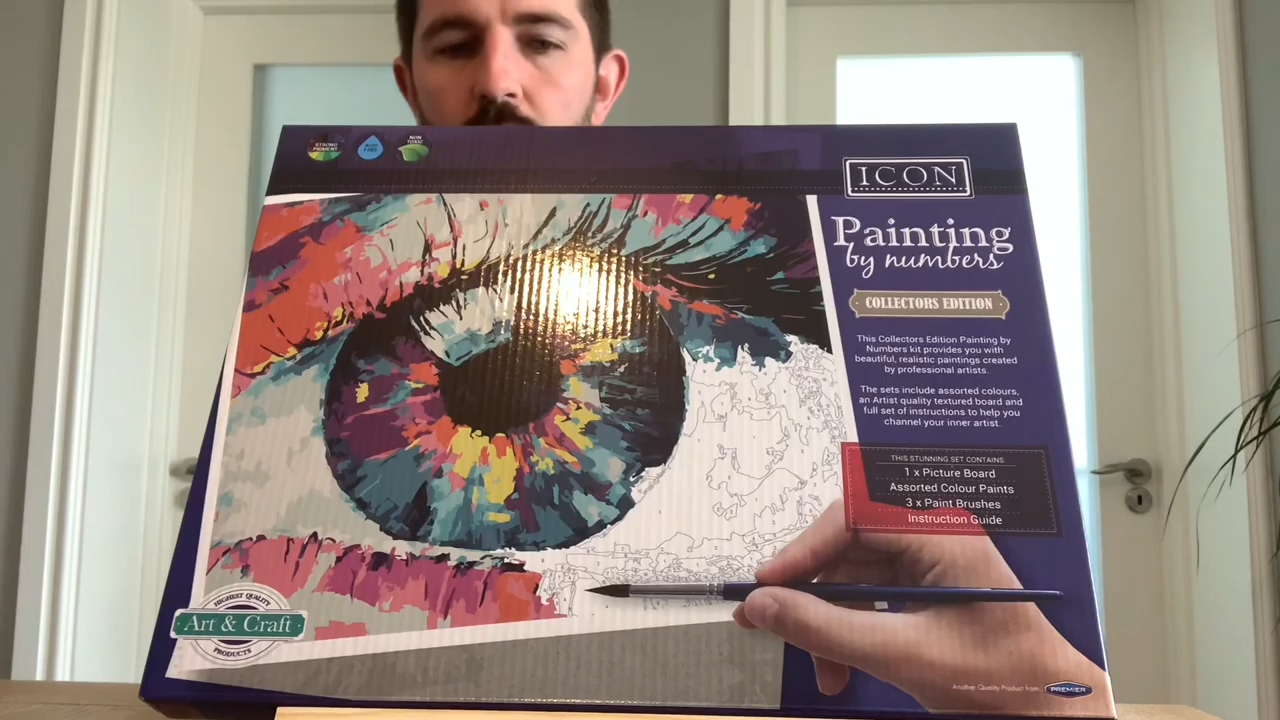 STRONG
PIGMENT
ACID
FREE
NON
TOXIC
ICON
Painting
by numbers
COLLECTORS EDITION
This Collectors Edition Painting by
Numbers kit provides you with
beautiful, realistic paintings created
by professional artists.
The sets include assorted colours,
an Artist quality textured board and
full set of instructions to help you
channel your inner artist.
THIS STUNNING SET CONTAINS:
1 x Picture Board
Assorted Colour Paints
3 x Paint Brushes
Instruction Guide
HIGHEST QUALITY
Art & Craft
PRODUCTS
Another Quality Product from
PREMIER